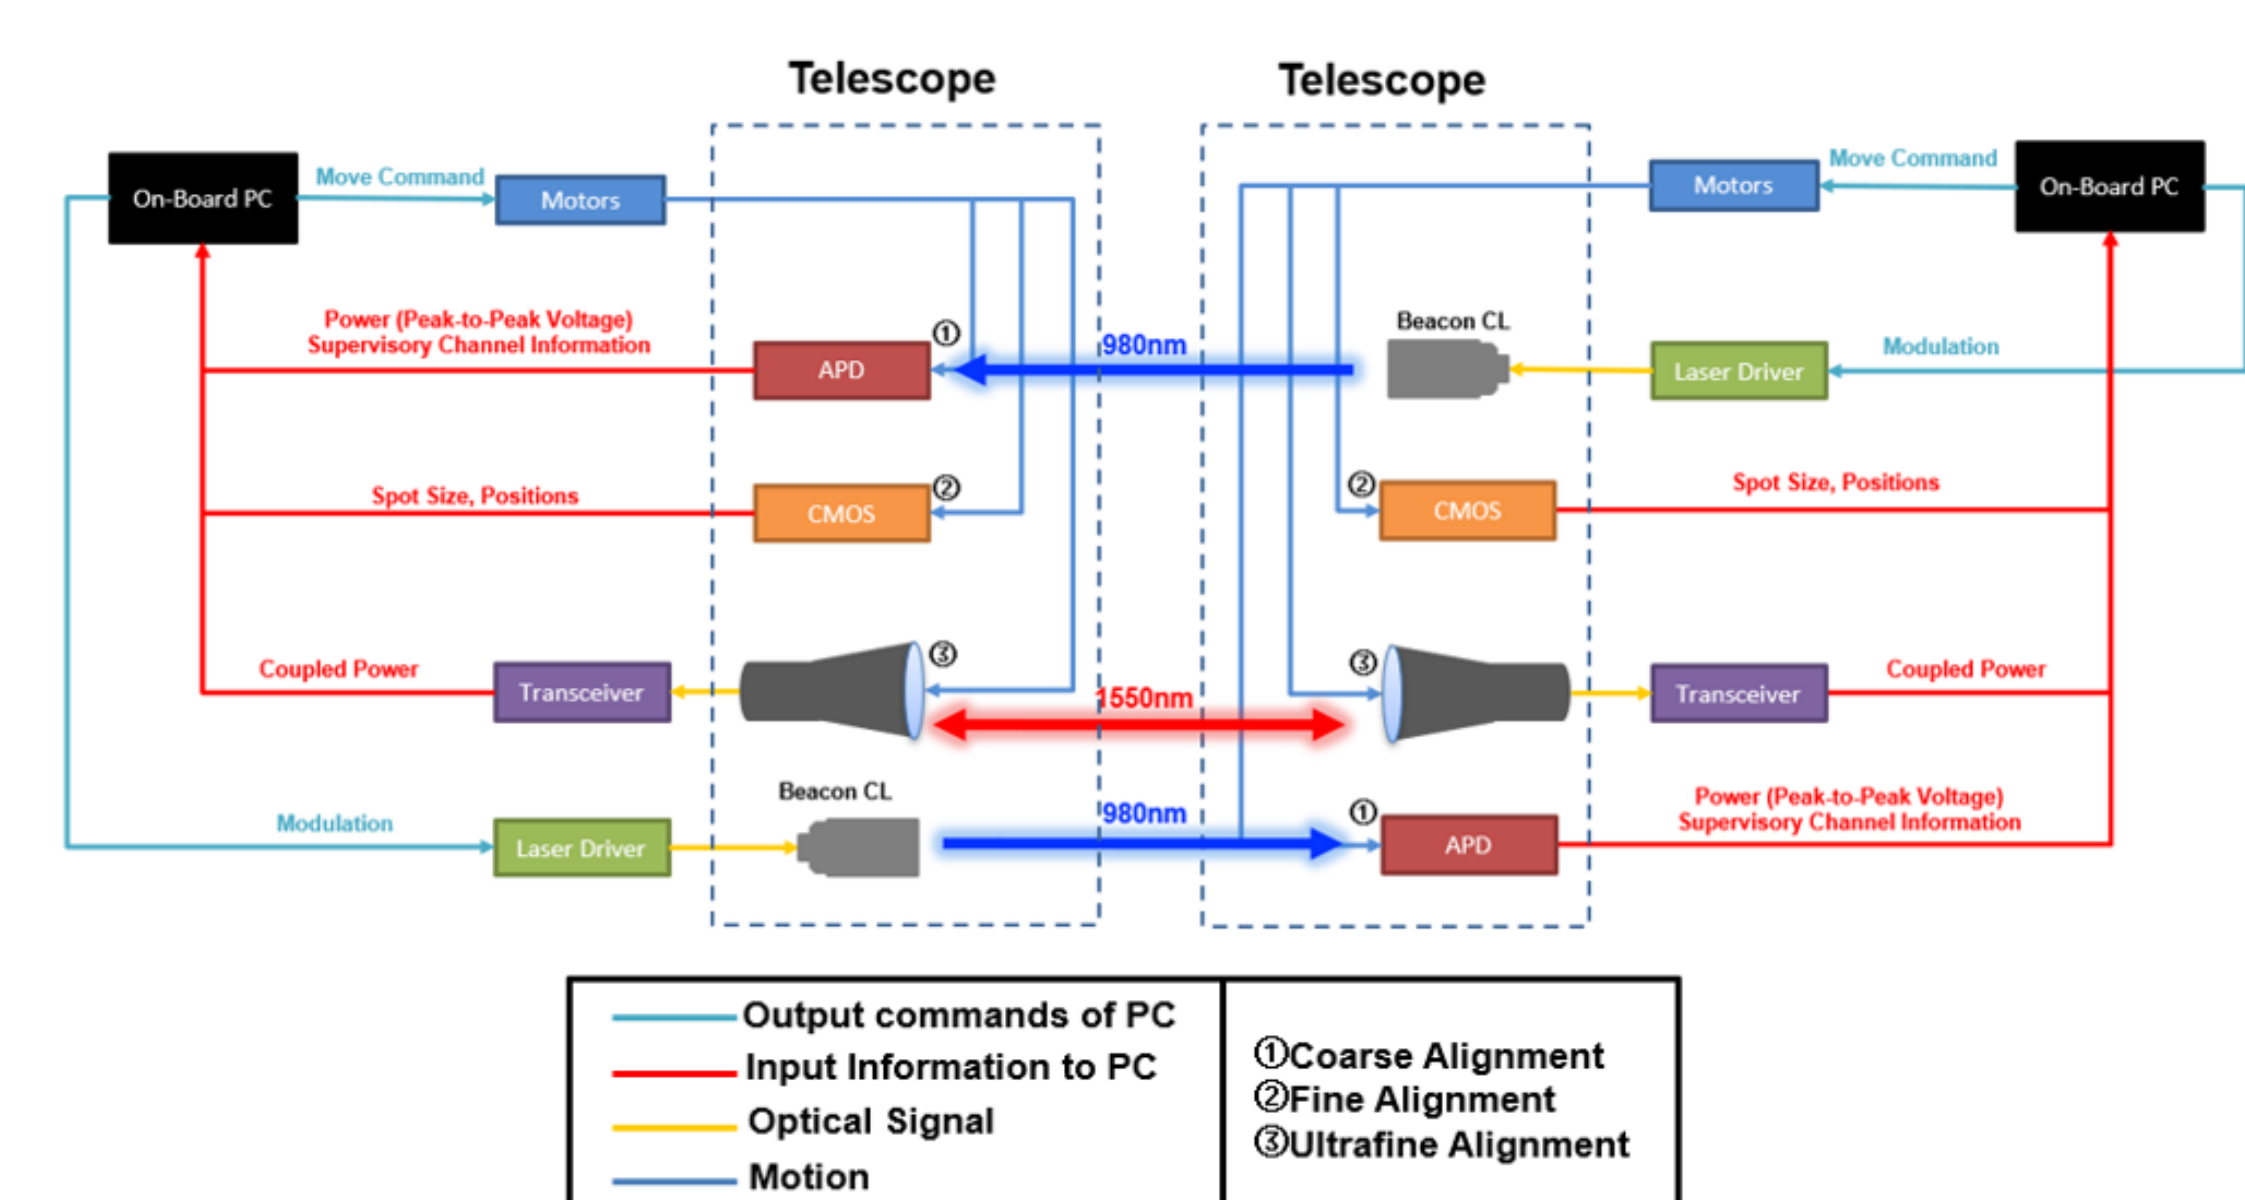 Telescope
Telescope
On-Board PC
Move Command
Motors
Motors
Move Command
On-Board PC
Power (Peak-to-Peak Voltage)
Supervisory Channel Information
APD
①
980nm
Beacon CL
Laser Driver
Modulation
Spot Size, Positions
CMOS
②
②
CMOS
Spot Size, Positions
Coupled Power
Transceiver
③
1550nm
③
Transceiver
Coupled Power
Modulation
Laser Driver
Beacon CL
980nm
①
APD
Power (Peak-to-Peak Voltage)
Supervisory Channel Information
Output commands of PC
Input Information to PC
Optical Signal
Motion
①Coarse Alignment
②Fine Alignment
③Ultrafine Alignment